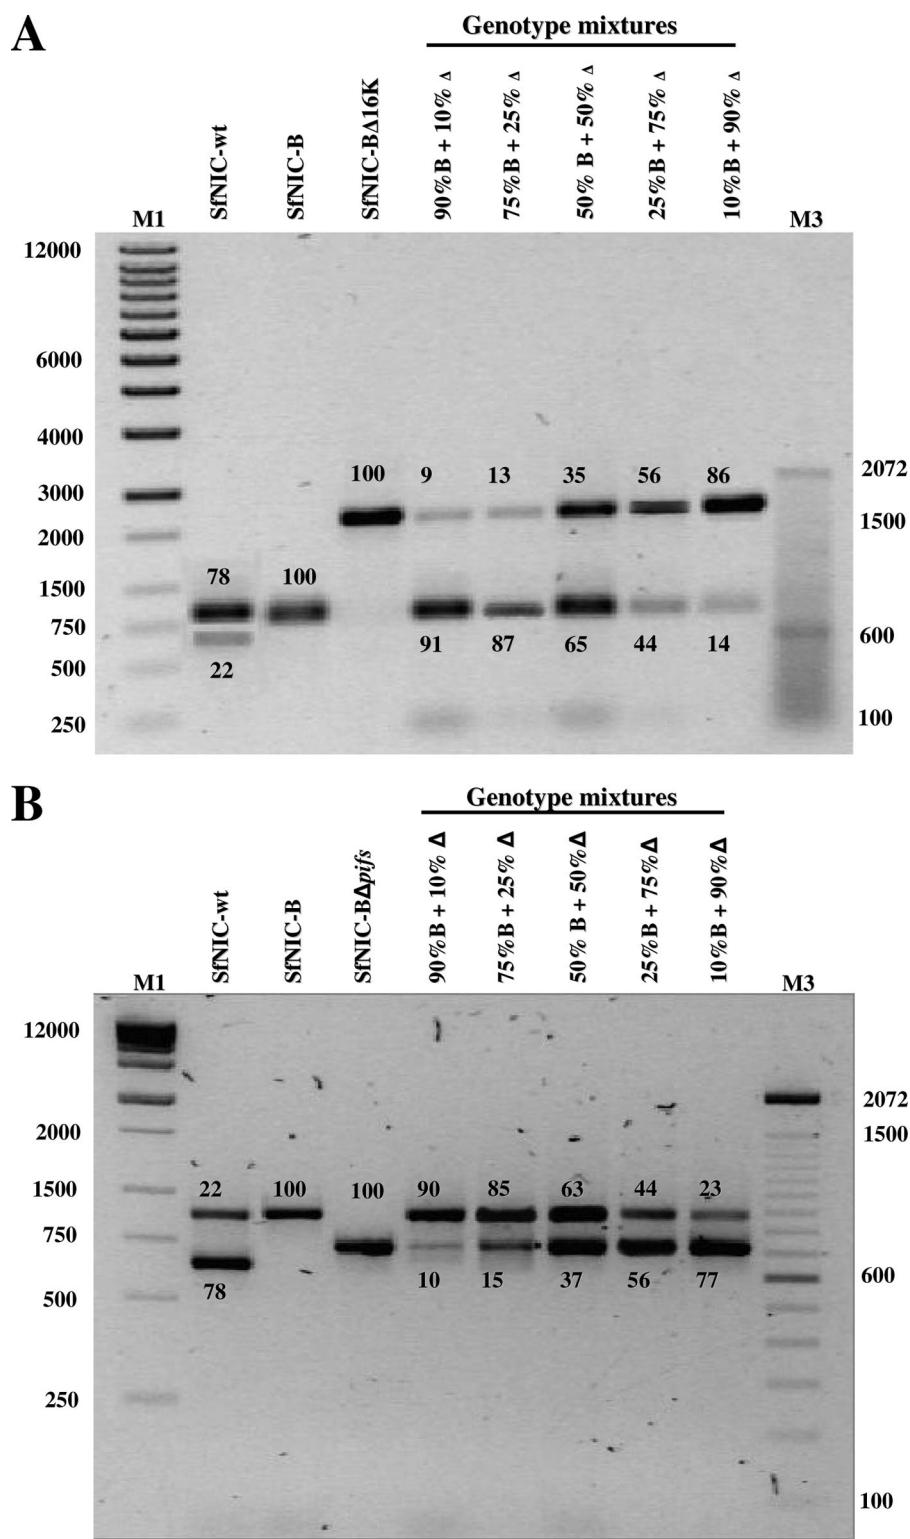 A
Genotype mixtures
M1
SfNIC-wt
SfNIC-B
SfNIC-BΔ16K
90%B + 10% Δ
75%B + 25% Δ
50% B + 50% Δ
25%B + 75% Δ
10%B + 90% Δ
M3
12000
6000
4000
3000
2000
1500
750
500
250
100 9 13 35 56 86
78 100
22
91 87 65 44 14
2072
1500
600
100
B
Genotype mixtures
M1
SfNIC-wt
SfNIC-B
SfNIC-BΔpifs
90%B + 10% Δ
75%B + 25% Δ
50% B + 50%Δ
25%B + 75%Δ
10%B + 90%Δ
M3
12000
2000
1500
750
500
250
22 100 100 90 85 63 44 23
78 10 15 37 56 77
2072
1500
600
100